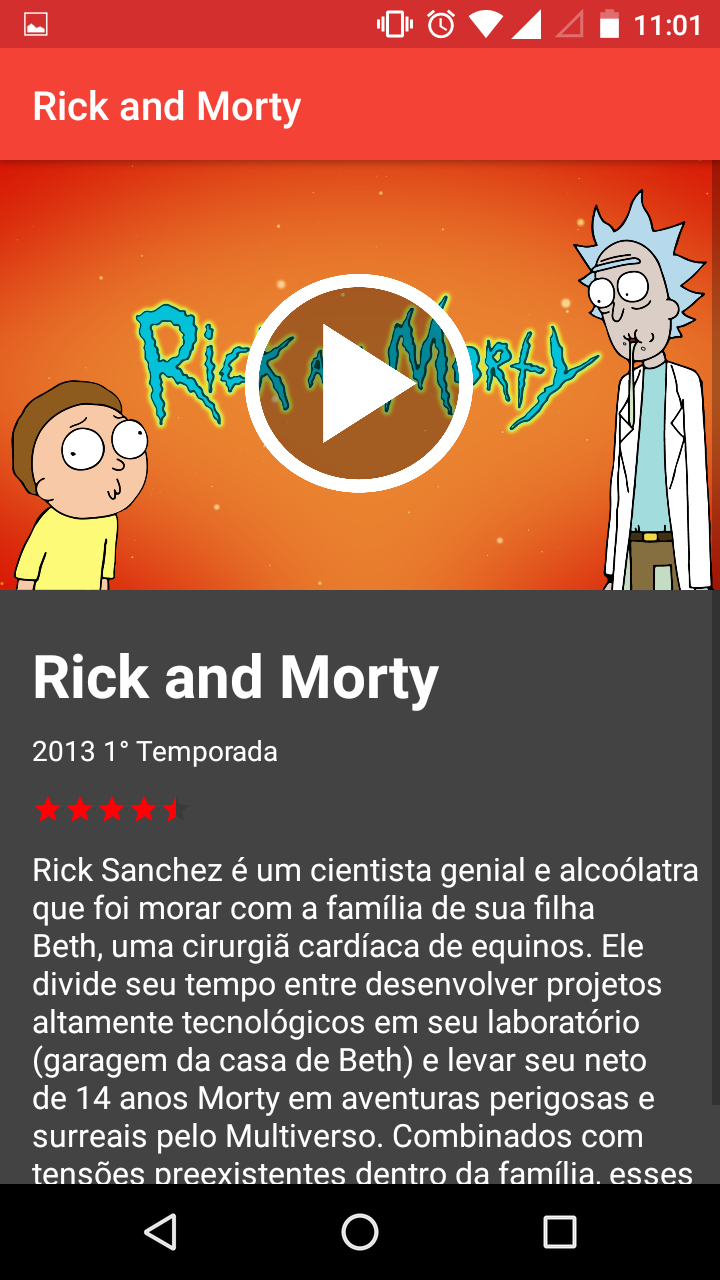 11:01
Rick and Morty
Rick and Morty
Rick and Morty
2013 1° Temporada
Rick Sanchez é um cientista genial e alcoólatra
que foi morar com a família de sua filha
Beth, uma cirurgiã cardíaca de equinos. Ele
divide seu tempo entre desenvolver projetos
altamente tecnológicos em seu laboratório
(garagem da casa de Beth) e levar seu neto
de 14 anos Morty em aventuras perigosas e
surreais pelo Multiverso. Combinados com
tensões preexistentes dentro da família, esses